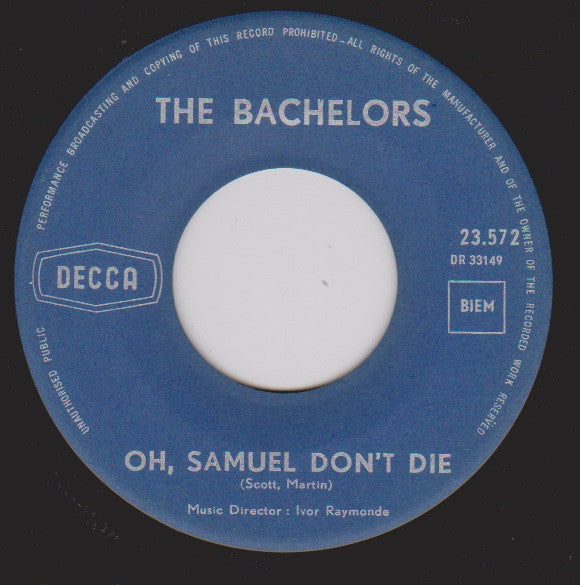 UNAUTHORISED PUBLIC PERFORMANCE BROADCASTING AND COPYING OF THIS RECORD PROHIBITED-ALL RIGHTS OF THE MANUFACTURER AND OF THE OWNER OF THE RECORDED WORK RESERVED
THE BACHELORS
23.572
DR 33149
DECCA
BIEM
OH, SAMUEL DON'T DIE
(Scott, Martin)
Music Director : Ivor Raymonde